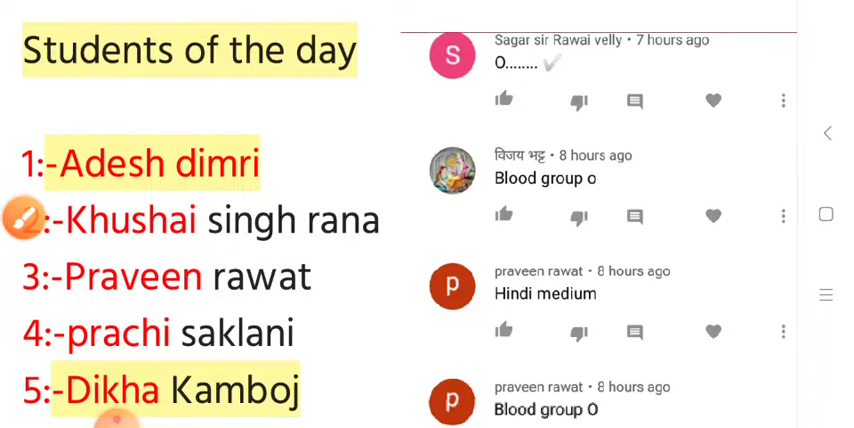 Students of the day
1:-Adesh dimri
2:-Khushai singh rana
3:-Praveen rawat
4:-prachi saklani
5:-Dikha Kamboj
S
Sagar sir Rawai velly • 7 hours ago
O........
विजय भट्ट • 8 hours ago
Blood group o
p
praveen rawat • 8 hours ago
Hindi medium
p
praveen rawat • 8 hours ago
Blood group O